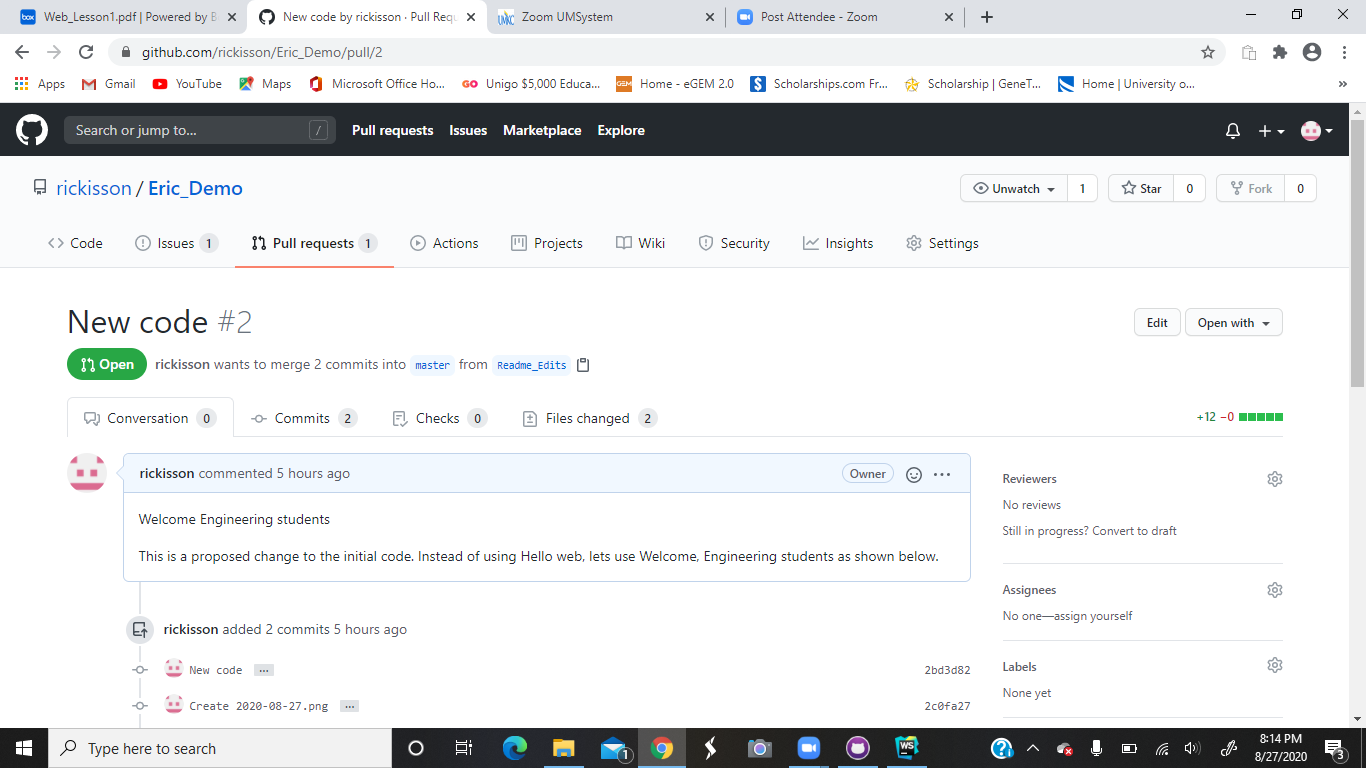 Web_Lesson1.pdf | Powered by B
New code by rickisson · Pull Requ
Zoom UMSystem
Post Attendee - Zoom
github.com/rickisson/Eric_Demo/pull/2
Apps Gmail YouTube Maps Microsoft Office Ho... Unigo $5,000 Educa... Home - eGEM 2.0 Scholarships.com Fr... Scholarship | GeneT... Home | University o... »
Search or jump to... / Pull requests Issues Marketplace Explore
rickisson / Eric_Demo Unwatch 1 Star 0 Fork 0
Code Issues 1 Pull requests 1 Actions Projects Wiki Security Insights Settings
New code #2 Edit Open with
Open rickisson wants to merge 2 commits into master from Readme_Edits
Conversation 0 Commits 2 Checks 0 Files changed 2 +12 −0
rickisson commented 5 hours ago Owner ...
Welcome Engineering students
This is a proposed change to the initial code. Instead of using Hello web, lets use Welcome, Engineering students as shown below.
rickisson added 2 commits 5 hours ago
New code ... 2bd3d82
Create 2020-08-27.png ... 2c0fa27
Reviewers
No reviews
Still in progress? Convert to draft
Assignees
No one—assign yourself
Labels
None yet
Type here to search
1
WS
8:14 PM
8/27/2020
3